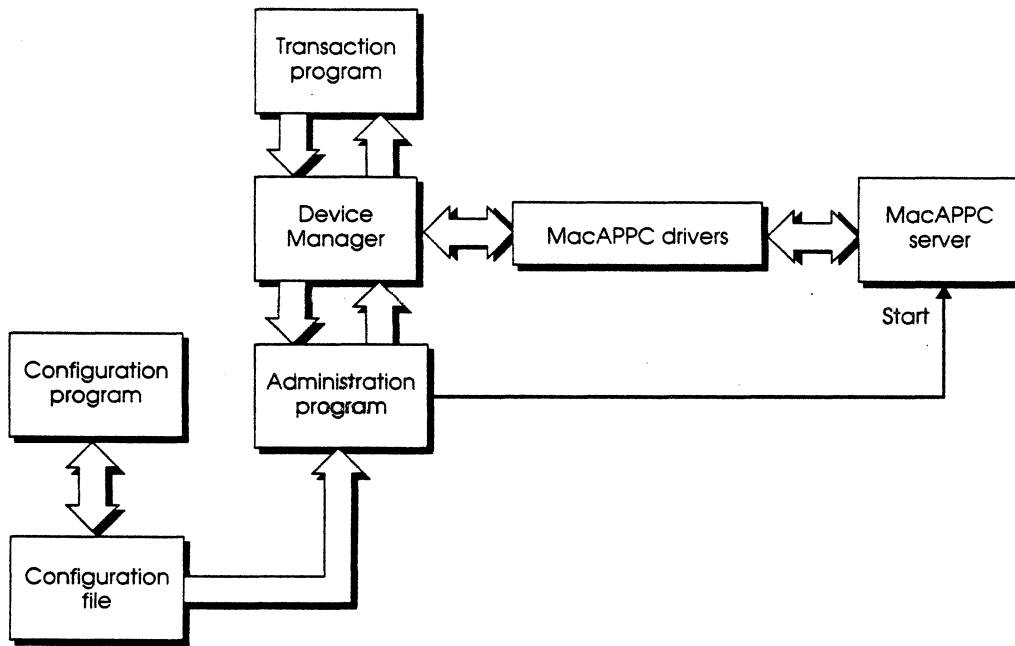 Transaction
program
Device
Manager
MacAPPC drivers
MacAPPC
server
Start
Configuration
program
Administration
program
Configuration
file